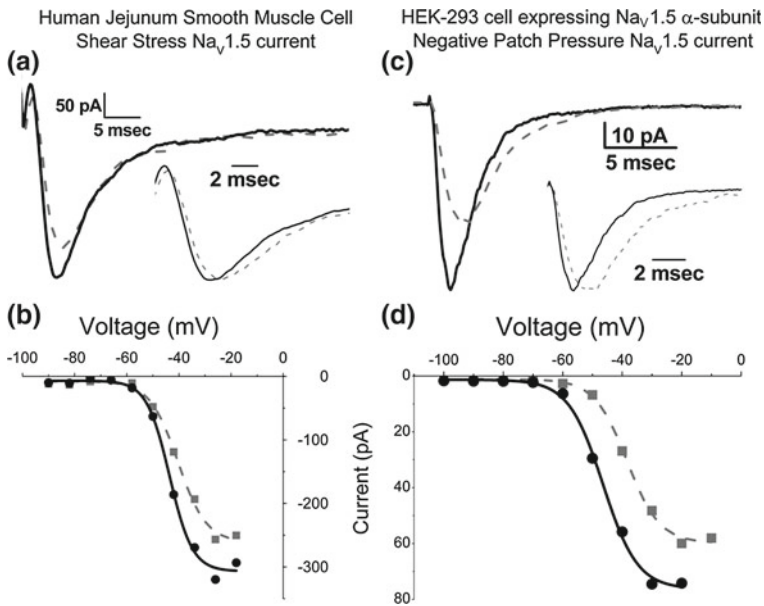 Human Jejunum Smooth Muscle Cell
Shear Stress NaV1.5 current
HEK-293 cell expressing NaV1.5 α-subunit
Negative Patch Pressure NaV1.5 current
(a)
50 pA
5 msec
2 msec
(c)
10 pA
5 msec
2 msec
(b)
Voltage (mV)
-100 -80 -60 -40 -20 0
0
-100
-200
-300
(d)
Voltage (mV)
-100 -80 -60 -40 -20 0
Current (pA)
0
20
40
60
80